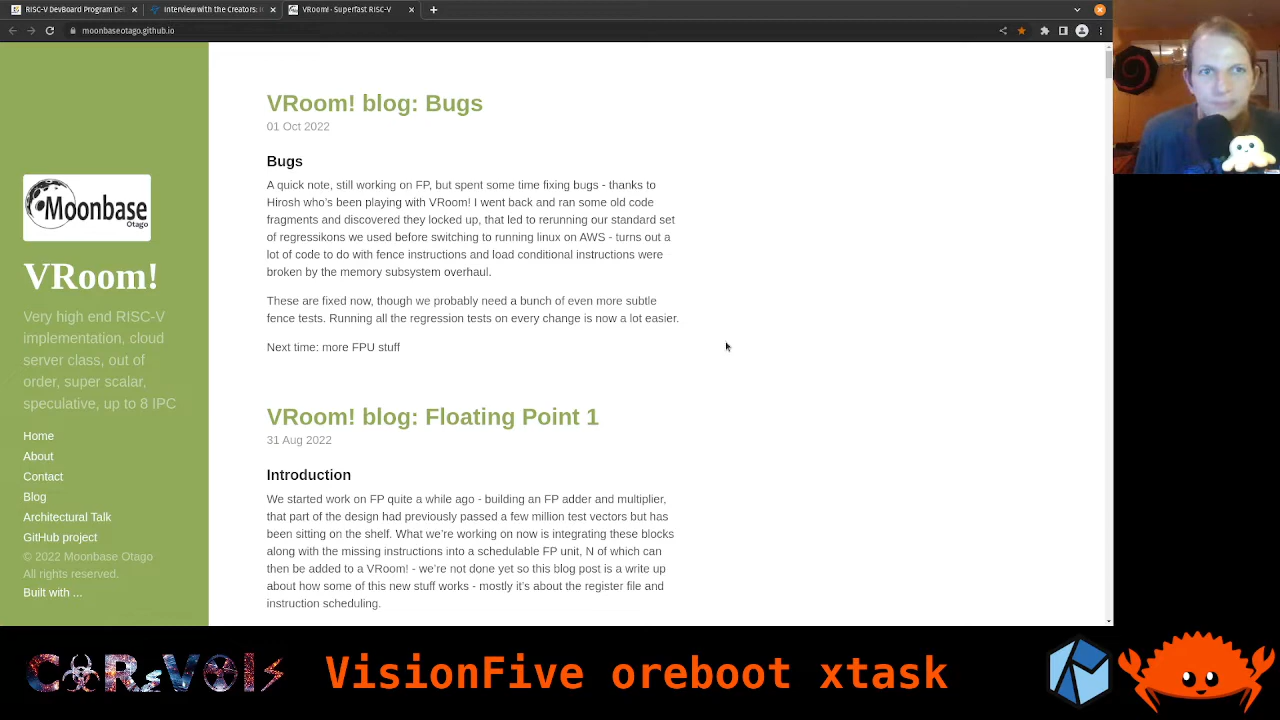 RISC-V DevBoard Program Det
Interview with the Creators: I
VRoom! - Superfast RISC-V
moonbaseotago.github.io
Moonbase
Otago
VRoom!
Very high end RISC-V
implementation, cloud
server class, out of
order, super scalar,
speculative, up to 8 IPC
Home
About
Contact
Blog
Architectural Talk
GitHub project
© 2022 Moonbase Otago
All rights reserved.
Built with ...
VRoom! blog: Bugs
01 Oct 2022
Bugs
A quick note, still working on FP, but spent some time fixing bugs - thanks to
Hirosh who's been playing with VRoom! I went back and ran some old code
fragments and discovered they locked up, that led to rerunning our standard set
of regressikons we used before switching to running linux on AWS - turns out a
lot of code to do with fence instructions and load conditional instructions were
broken by the memory subsystem overhaul.
These are fixed now, though we probably need a bunch of even more subtle
fence tests. Running all the regression tests on every change is now a lot easier.
Next time: more FPU stuff
VRoom! blog: Floating Point 1
31 Aug 2022
Introduction
We started work on FP quite a while ago - building an FP adder and multiplier,
that part of the design had previously passed a few million test vectors but has
been sitting on the shelf. What we're working on now is integrating these blocks
along with the missing instructions into a schedulable FP unit, N of which can
then be added to a VRoom! - we're not done yet so this blog post is a write up
about how some of this new stuff works - mostly it's about the register file and
instruction scheduling.
VisionFive oreboot xtask